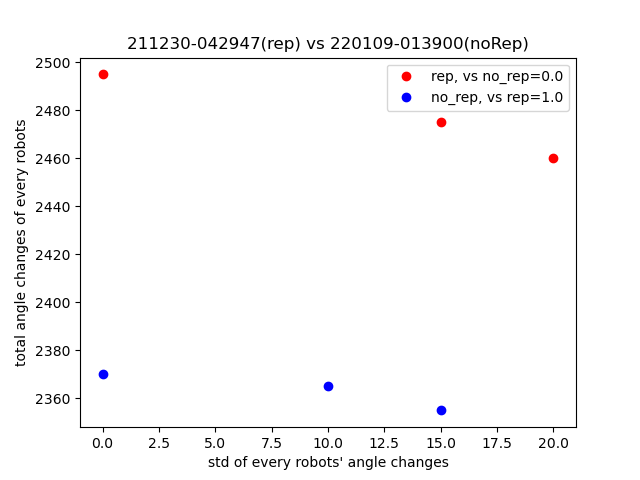 211230-042947(rep) vs 220109-013900(noRep)
rep, vs no_rep=0.0
no_rep, vs rep=1.0
total angle changes of every robots
2500
2480
2460
2440
2420
2400
2380
2360
0.0 2.5 5.0 7.5 10.0 12.5 15.0 17.5 20.0
std of every robots' angle changes